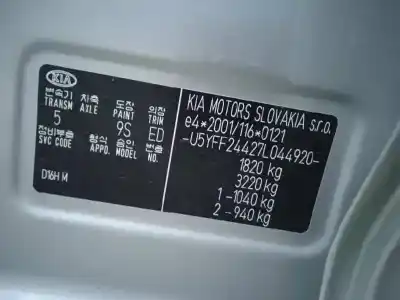 KIA
변속기 차축 도장 의장
TRANSM AXLE PAINT TRIM
5 9S ED
장비부호 형식 음인 번호
SVC CODE APPO. MODEL NO.
D16H M
KIA MOTORS SLOVAKIA s.r.o.
e4*2001/116*0121
-U5YFF24427L044920-
1820 kg
3220 kg
1 -1040 kg
2 -940 kg